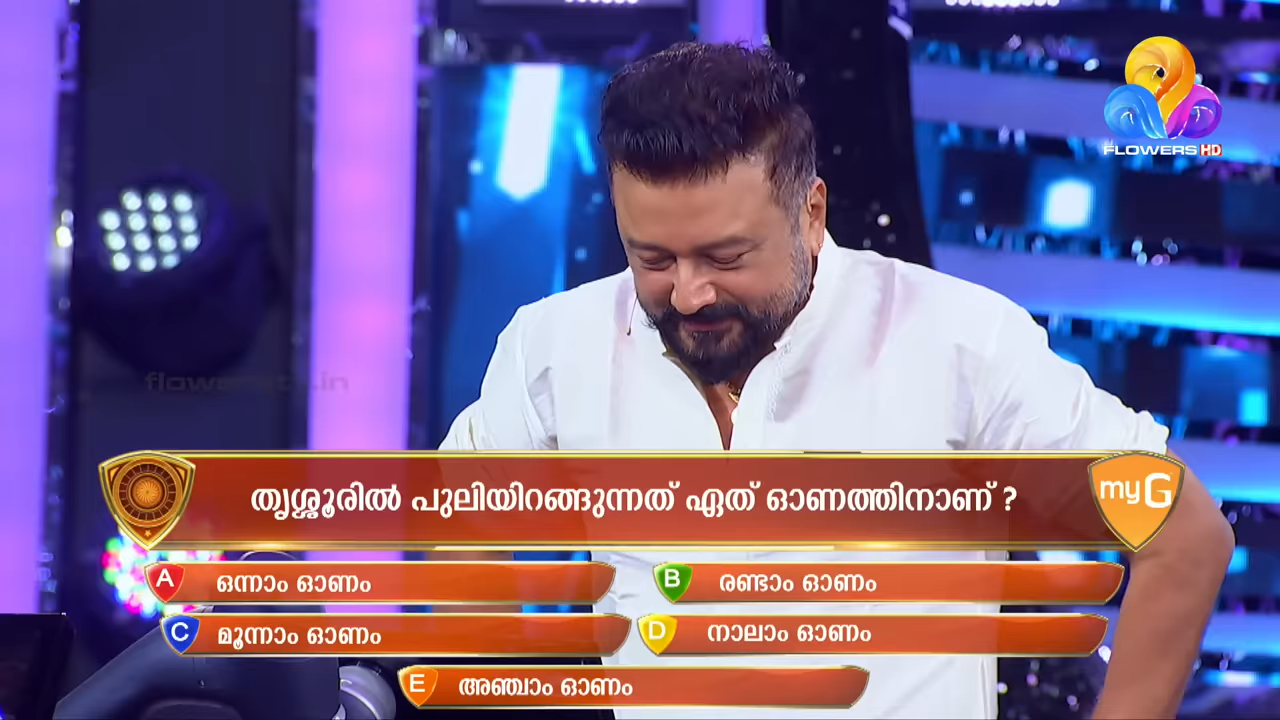 FLOWERS HD
തൃശ്ശൂരിൽ പുലിയിറങ്ങുന്നത് ഏത് ഓണത്തിനാണ് ?
myG
A ഒന്നാം ഓണം
B രണ്ടാം ഓണം
C മൂന്നാം ഓണം
D നാലാം ഓണം
E അഞ്ചാം ഓണം